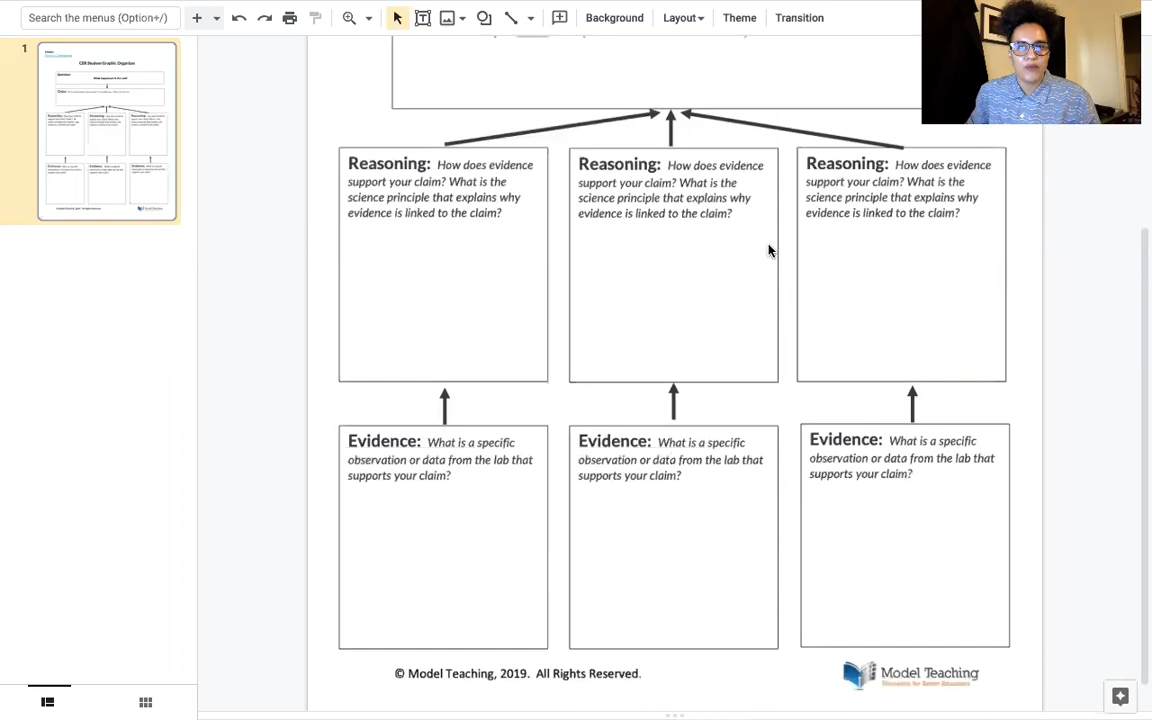 Search the menus (Option+/)
Background
Layout
Theme
Transition
1
CER Student Graphic Organizer
Reasoning: How does evidence
support your claim? What is the
science principle that explains why
evidence is linked to the claim?
Reasoning: How does evidence
support your claim? What is the
science principle that explains why
evidence is linked to the claim?
Reasoning: How does evidence
support your claim? What is the
science principle that explains why
evidence is linked to the claim?
Evidence: What is a specific
observation or data from the lab that
supports your claim?
Evidence: What is a specific
observation or data from the lab that
supports your claim?
Evidence: What is a specific
observation or data from the lab that
supports your claim?
© Model Teaching, 2019. All Rights Reserved.
Model Teaching